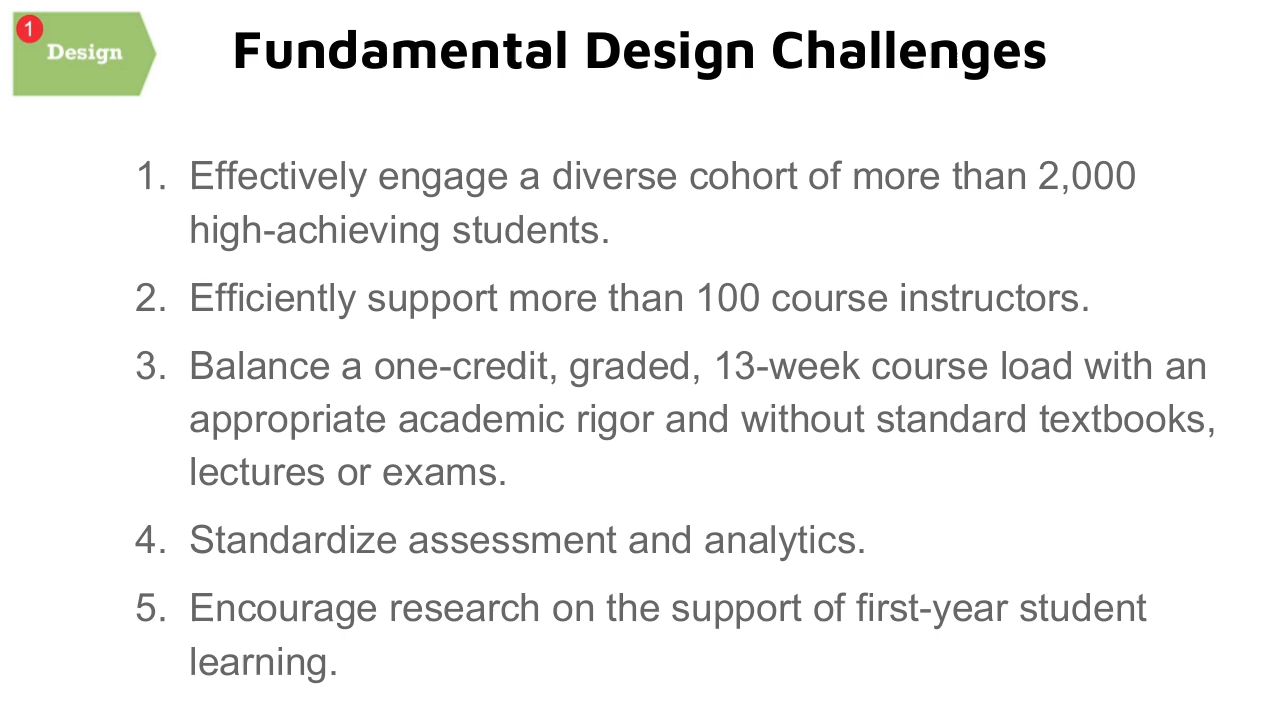 1
Design
Fundamental Design Challenges
1. Effectively engage a diverse cohort of more than 2,000
high-achieving students.
2. Efficiently support more than 100 course instructors.
3. Balance a one-credit, graded, 13-week course load with an
appropriate academic rigor and without standard textbooks,
lectures or exams.
4. Standardize assessment and analytics.
5. Encourage research on the support of first-year student
learning.